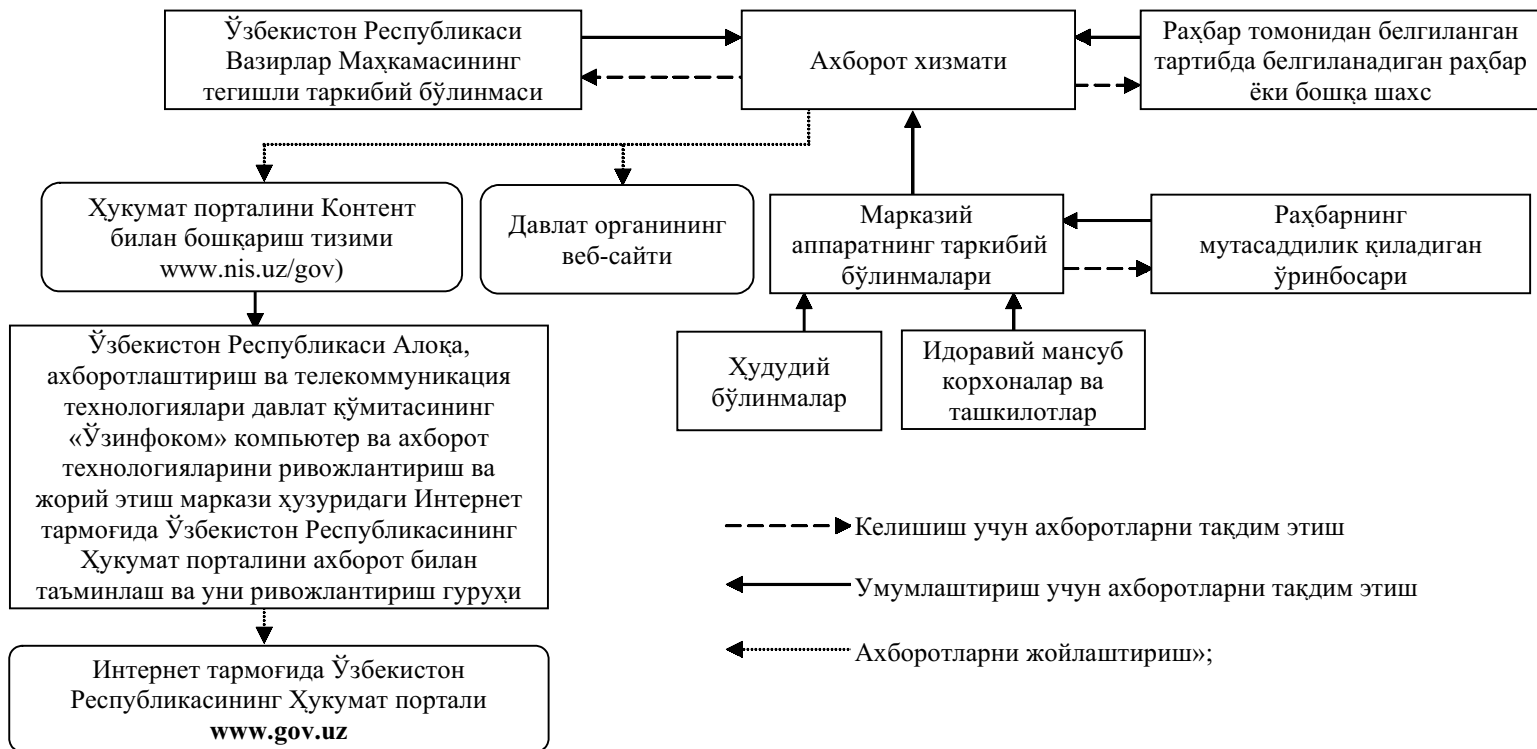 Ўзбекистон Республикаси
Вазирлар Маҳкамасининг
тегишли таркибий бўлинмаси
Ахборот хизмати
Раҳбар томонидан белгиланган
тартибда белгиланадиган раҳбар
ёки бошқа шахс
Ҳукумат порталини Контент
билан бошқариш тизими
www.nis.uz/gov)
Давлат органининг
веб-сайти
Марказий
аппаратнинг таркибий
бўлинмалари
Раҳбарнинг
мутасаддилик қиладиган
ўринбосари
Ўзбекистон Республикаси Алоқа,
ахборотлаштириш ва телекоммуникация
технологиялари давлат қўмитасининг
«Ўзинфоком» компьютер ва ахборот
технологияларини ривожлантириш ва
жорий этиш маркази ҳузуридаги Интернет
тармоғида Ўзбекистон Республикасининг
Ҳукумат порталини ахборот билан
таъминлаш ва уни ривожлантириш гуруҳи
Ҳудудий
бўлинмалар
Идоравий мансуб
корхоналар ва
ташкилотлар
Келишиш учун ахборотларни тақдим этиш
Умумлаштириш учун ахборотларни тақдим этиш
Ахборотларни жойлаштириш»;
Интернет тармоғида Ўзбекистон
Республикасининг Ҳукумат портали
www.gov.uz